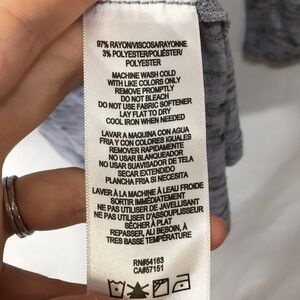 97% RAYON/VISCOSA/RAYONNE
3% POLYESTER/POLIÉSTER/
POLYESTER
MACHINE WASH COLD
WITH LIKE COLORS ONLY
REMOVE PROMPTLY
DO NOT BLEACH
DO NOT USE FABRIC SOFTENER
LAY FLAT TO DRY
COOL IRON WHEN NEEDED
LAVAR A MAQUINA CON AGUA
FRIA Y CON COLORES IGUALES
REMOVER RAPIDAMENTE
NO USAR BLANQUEADOR
NO USAR SUAVISADOR DE TELA
SECAR EXTENDIDO
PLANCHA FRIA SI NECESITA
LAVER À LA MACHINE À L'EAU FROIDE
SORTIR IMMÉDIATEMENT
NE PAS UTILISER DE JAVELLISANT
NE PAS UTILISER D'ASSOUPLISSEUR
SÉCHER À PLAT
REPASSER, AU BESOIN, À
TRES BASSE TEMPÉRATURE
RN#54163
CA#57151